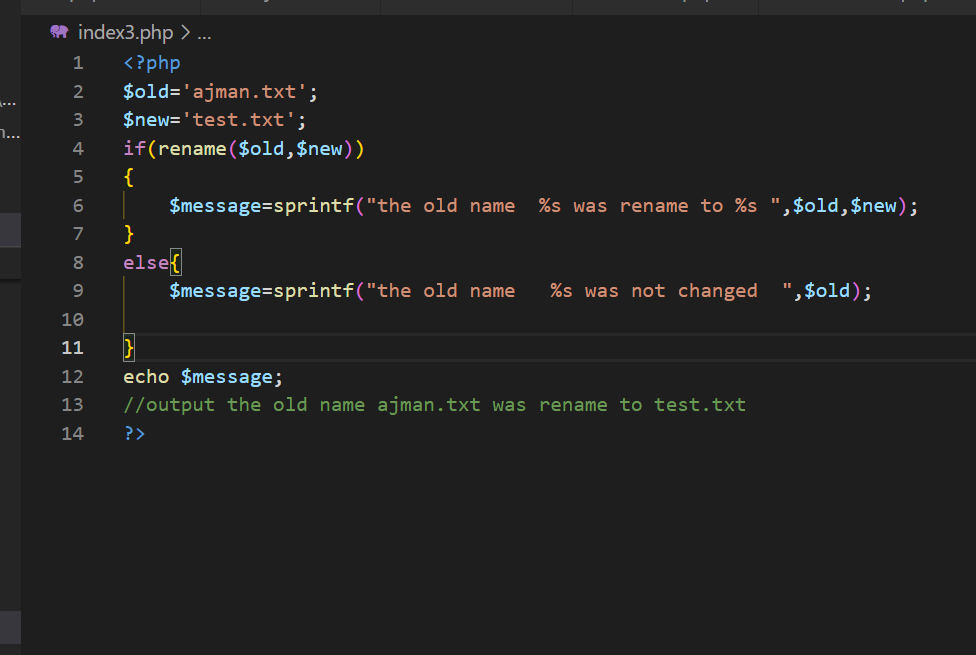 index3.php > ...
1 <?php
2 $old='ajman.txt';
3 $new='test.txt';
4 if(rename($old,$new))
5 {
6     $message=sprintf("the old name  %s was rename to %s ",$old,$new);
7 }
8 else{
9     $message=sprintf("the old name   %s was not changed  ",$old);
10
11 }
12 echo $message;
13 //output the old name ajman.txt was rename to test.txt
14 ?>